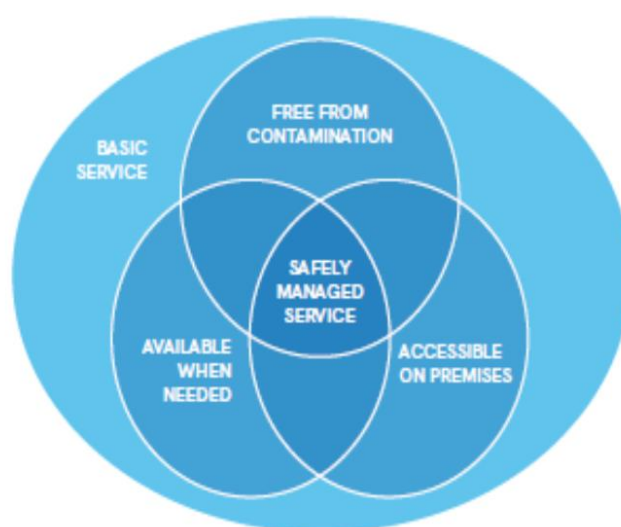 FREE FROM
CONTAMINATION
BASIC
SERVICE
SAFELY
MANAGED
SERVICE
AVAILABLE
WHEN
NEEDED
ACCESSIBLE
ON PREMISES